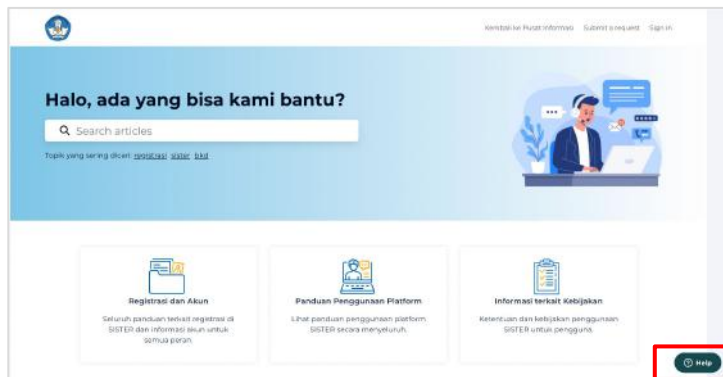 Kembali ke Pusat Informasi Submit a request Sign in
Halo, ada yang bisa kami bantu?
Search articles
Topik yang sering dicari: registrasi sister bkd
Registrasi dan Akun
Seluruh panduan terkait registrasi di
SISTER dan informasi akun untuk
semua peran.
Panduan Penggunaan Platform
Lihat panduan penggunaan platform
SISTER secara menyeluruh.
Informasi terkait Kebijakan
Ketentuan dan kebijakan penggunaan
SISTER untuk pengguna.
Help